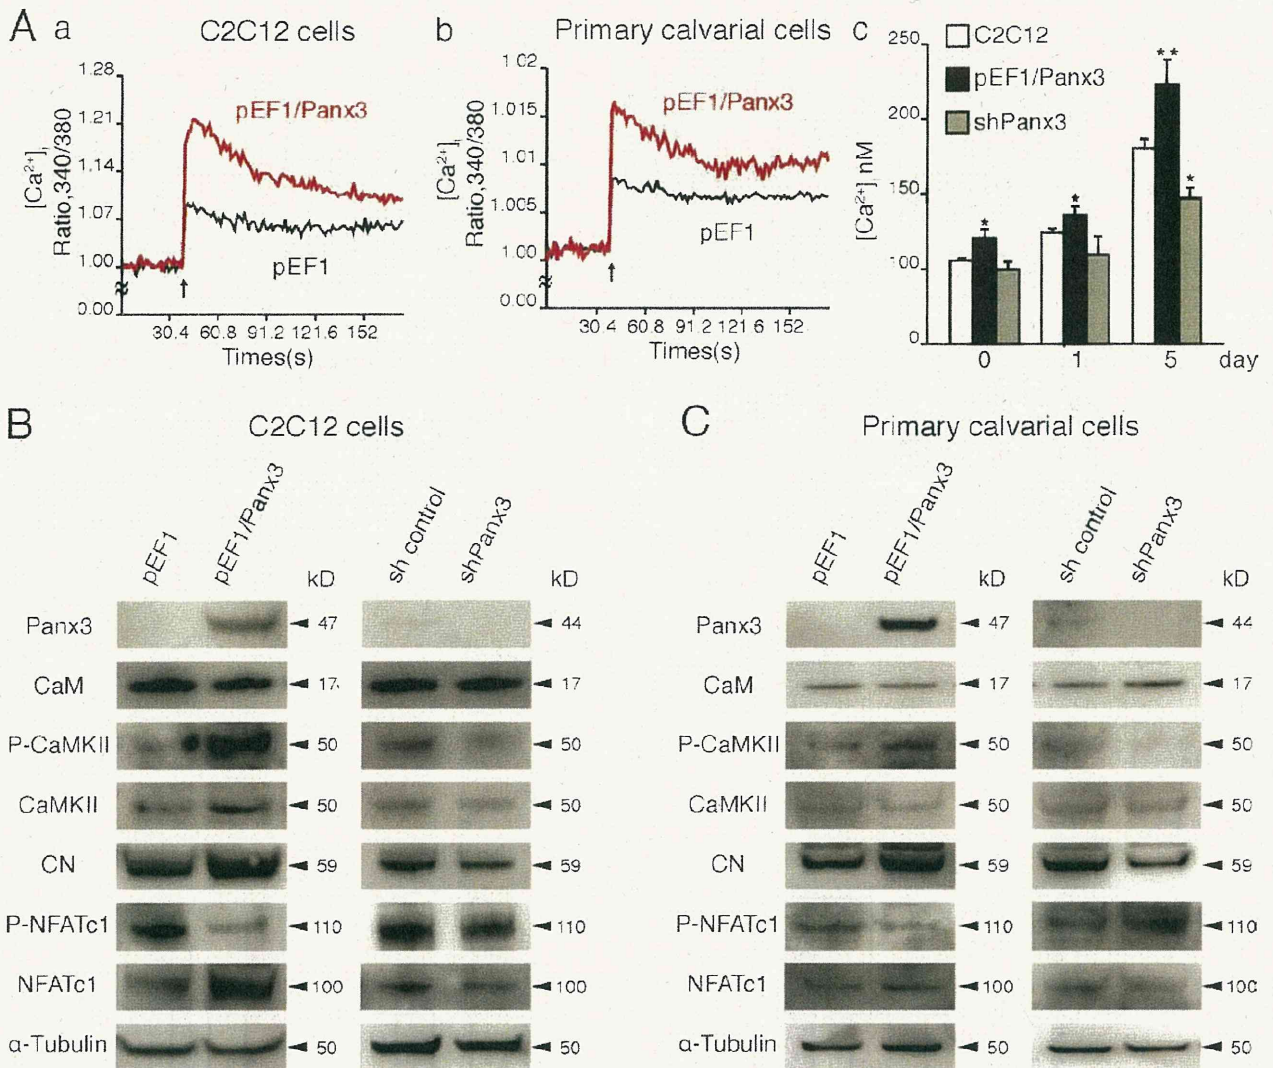 A a C2C12 cells
[Ca²⁺]i
Ratio,340/380
1.28
1.21
1.14
1.07
1.00
0.00
pEF1/Panx3
pEF1
30.4 60.8 91.2 121.6 152
Times(s)
b Primary calvarial cells
[Ca²⁺]i
Ratio,340/380
1 02
1.015
1.01
1.005
1.00
0.00
pEF1/Panx3
pEF1
30 4 60 8 91.2 121 6 152
Times(s)
c
[Ca²⁺]i nM
250
200
150
100
0
C2C12
pEF1/Panx3
shPanx3
*
*
**
*
0 1 5 day
B C2C12 cells
pEF1 pEF1/Panx3 kD sh control shPanx3 kD
Panx3 47 44
CaM 17 17
P-CaMKII 50 50
CaMKII 50 50
CN 59 59
P-NFATc1 110 110
NFATc1 100 100
α-Tubulin 50 50
C Primary calvarial cells
pEF1 pEF1/Panx3 kD sh control shPanx3 kD
Panx3 47 44
CaM 17 17
P-CaMKII 50 50
CaMKII 50 50
CN 59 59
P-NFATc1 110 110
NFATc1 100 100
α-Tubulin 50 50